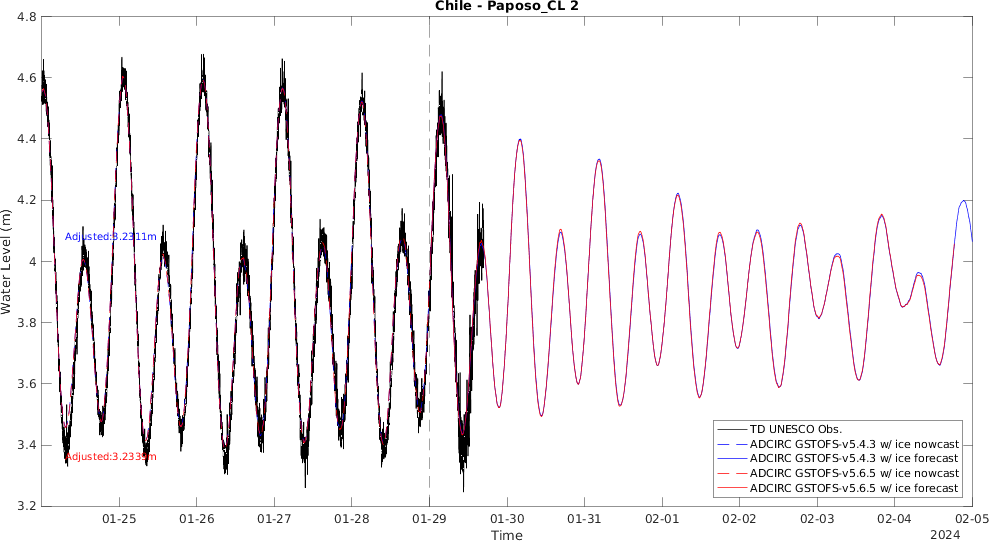 Chile - Paposo_CL 2
4.8
4.6
4.4
4.2
4
3.8
3.6
3.4
3.2
Water Level (m)
Adjusted:3.2311m
TD UNESCO Obs.
ADCIRC GSTOFS-v5.4.3 w/ ice nowcast
ADCIRC GSTOFS-v5.4.3 w/ ice forecast
ADCIRC GSTOFS-v5.6.5 w/ ice nowcast
ADCIRC GSTOFS-v5.6.5 w/ ice forecast
01-25 01-26 01-27 01-28 01-29 01-30 01-31 02-01 02-02 02-03 02-04 02-05
Time
2024